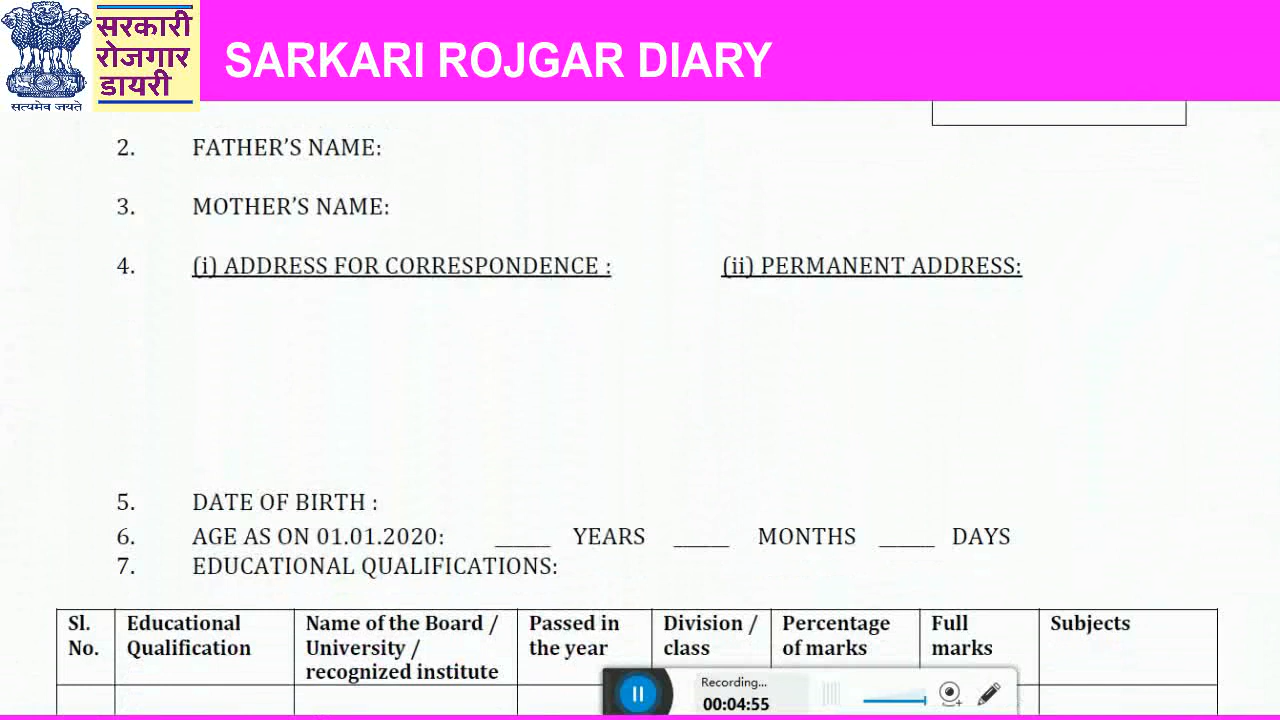 सरकारी
रोजगार
डायरी
सत्यमेव जयते
SARKARI ROJGAR DIARY
2. FATHER’S NAME:
3. MOTHER’S NAME:
4. (i) ADDRESS FOR CORRESPONDENCE : (ii) PERMANENT ADDRESS:
5. DATE OF BIRTH :
6. AGE AS ON 01.01.2020: _____ YEARS _____ MONTHS _____ DAYS
7. EDUCATIONAL QUALIFICATIONS:
Sl. No.
Educational Qualification
Name of the Board / University / recognized institute
Passed in the year
Division / class
Percentage of marks
Full marks
Subjects
Recording...
00:04:55